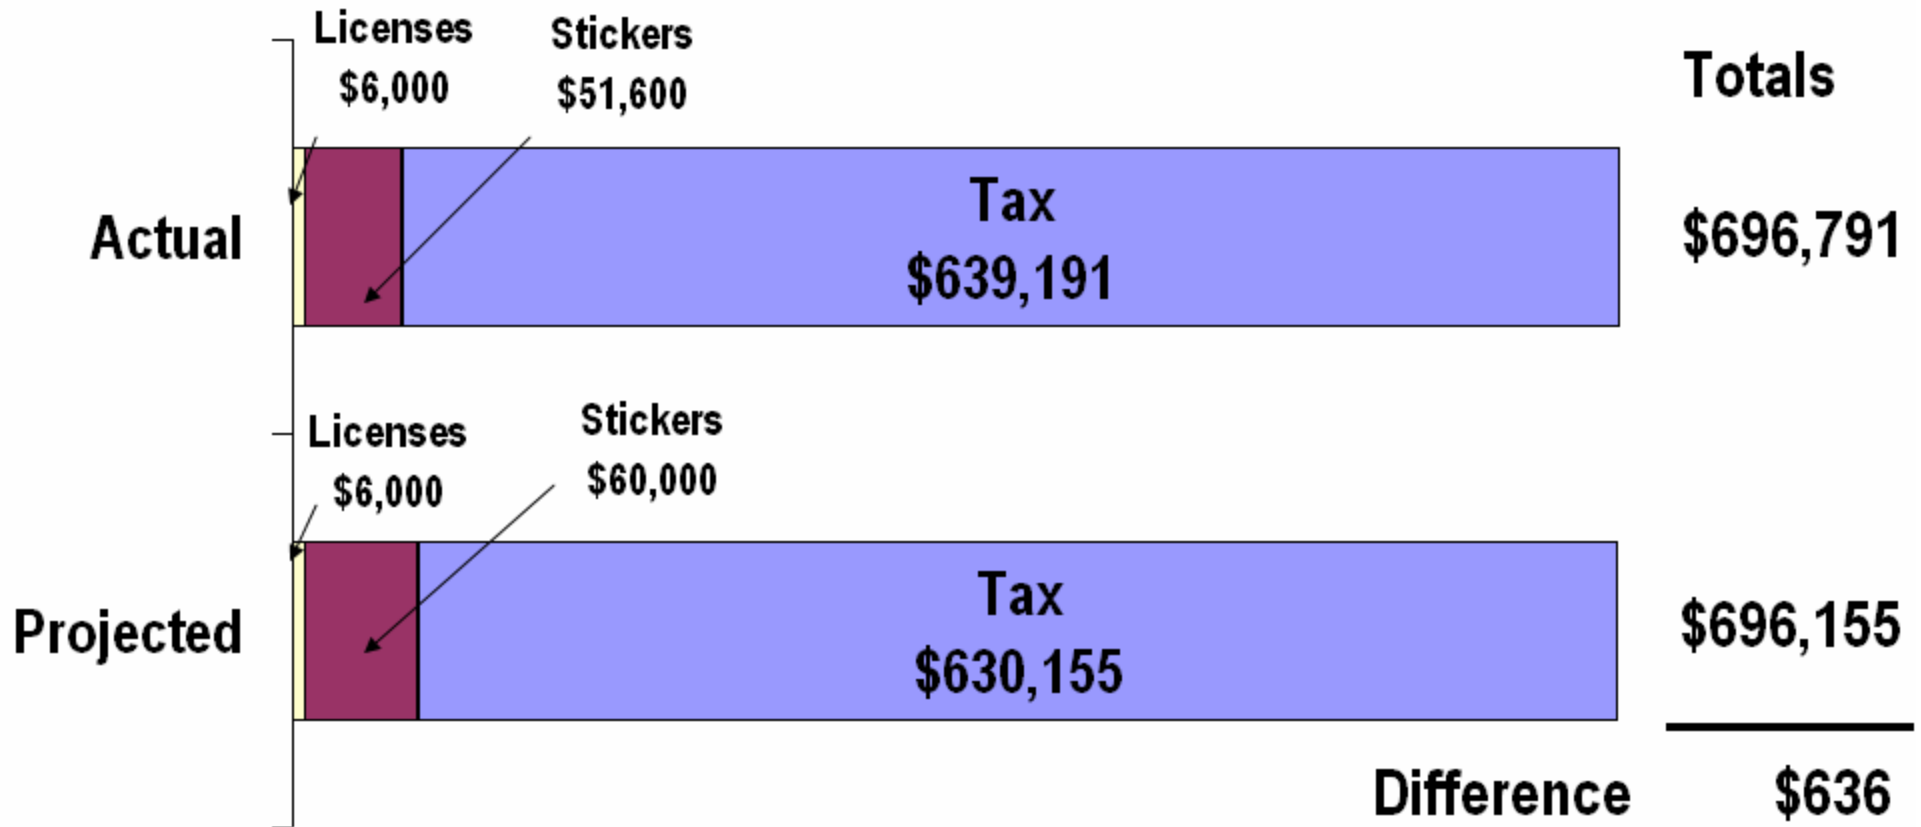 Licenses
$6,000
Stickers
$51,600
Totals
Actual
Tax
$639,191
$696,791
Licenses
$6,000
Stickers
$60,000
Projected
Tax
$630,155
$696,155
Difference $636